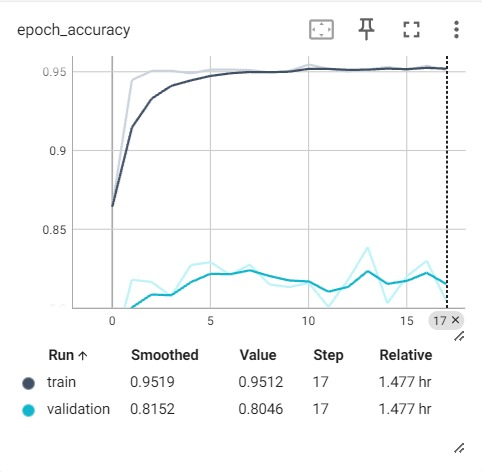 epoch_accuracy
0.95
0.9
0.85
0 5 10 15 17 ×
Run ↑ Smoothed Value Step Relative
train 0.9519 0.9512 17 1.477 hr
validation 0.8152 0.8046 17 1.477 hr